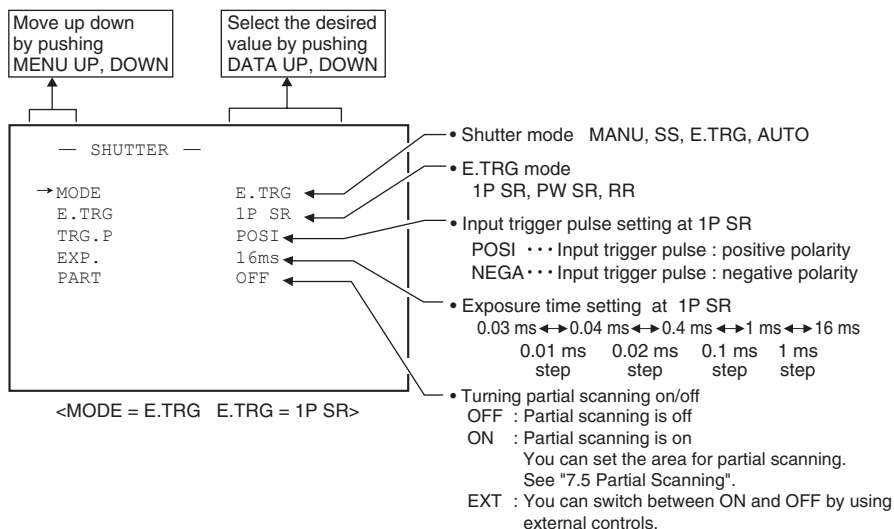 Move up down
by pushing
MENU UP, DOWN
Select the desired
value by pushing
DATA UP, DOWN
— SHUTTER —
→MODE E.TRG
E.TRG 1P SR
TRG.P POSI
EXP. 16ms
PART OFF
<MODE = E.TRG E.TRG = 1P SR>
• Shutter mode MANU, SS, E.TRG, AUTO
• E.TRG mode
1P SR, PW SR, RR
• Input trigger pulse setting at 1P SR
POSI ··· Input trigger pulse : positive polarity
NEGA ··· Input trigger pulse : negative polarity
• Exposure time setting at 1P SR
0.03 ms ↔ 0.04 ms ↔ 0.4 ms ↔ 1 ms ↔ 16 ms
0.01 ms 0.02 ms 0.1 ms 1 ms
step step step step
• Turning partial scanning on/off
OFF : Partial scanning is off
ON : Partial scanning is on
You can set the area for partial scanning.
See "7.5 Partial Scanning".
EXT : You can switch between ON and OFF by using
external controls.